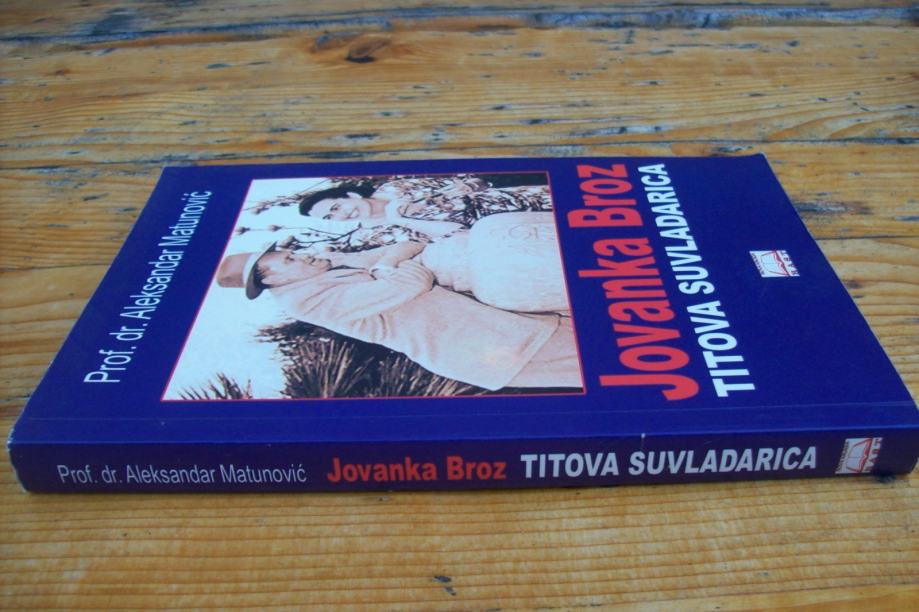 Prof. dr. Aleksandar Matunović
Jovanka Broz
TITOVA SUVLADARICA
Prof. dr. Aleksandar Matunović Jovanka Broz TITOVA SUVLADARICA